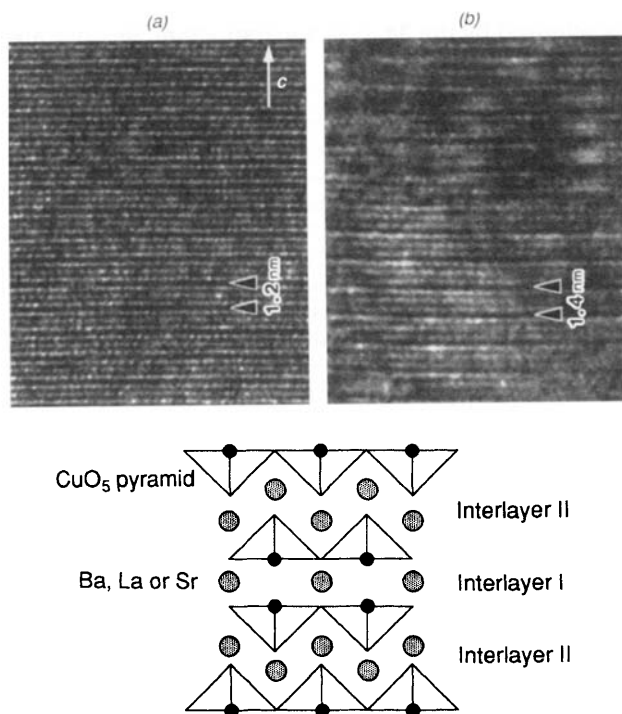 (a)
(b)
c
1.2nm
1.4nm
CuO₅ pyramid
Interlayer II
Ba, La or Sr
Interlayer I
Interlayer II